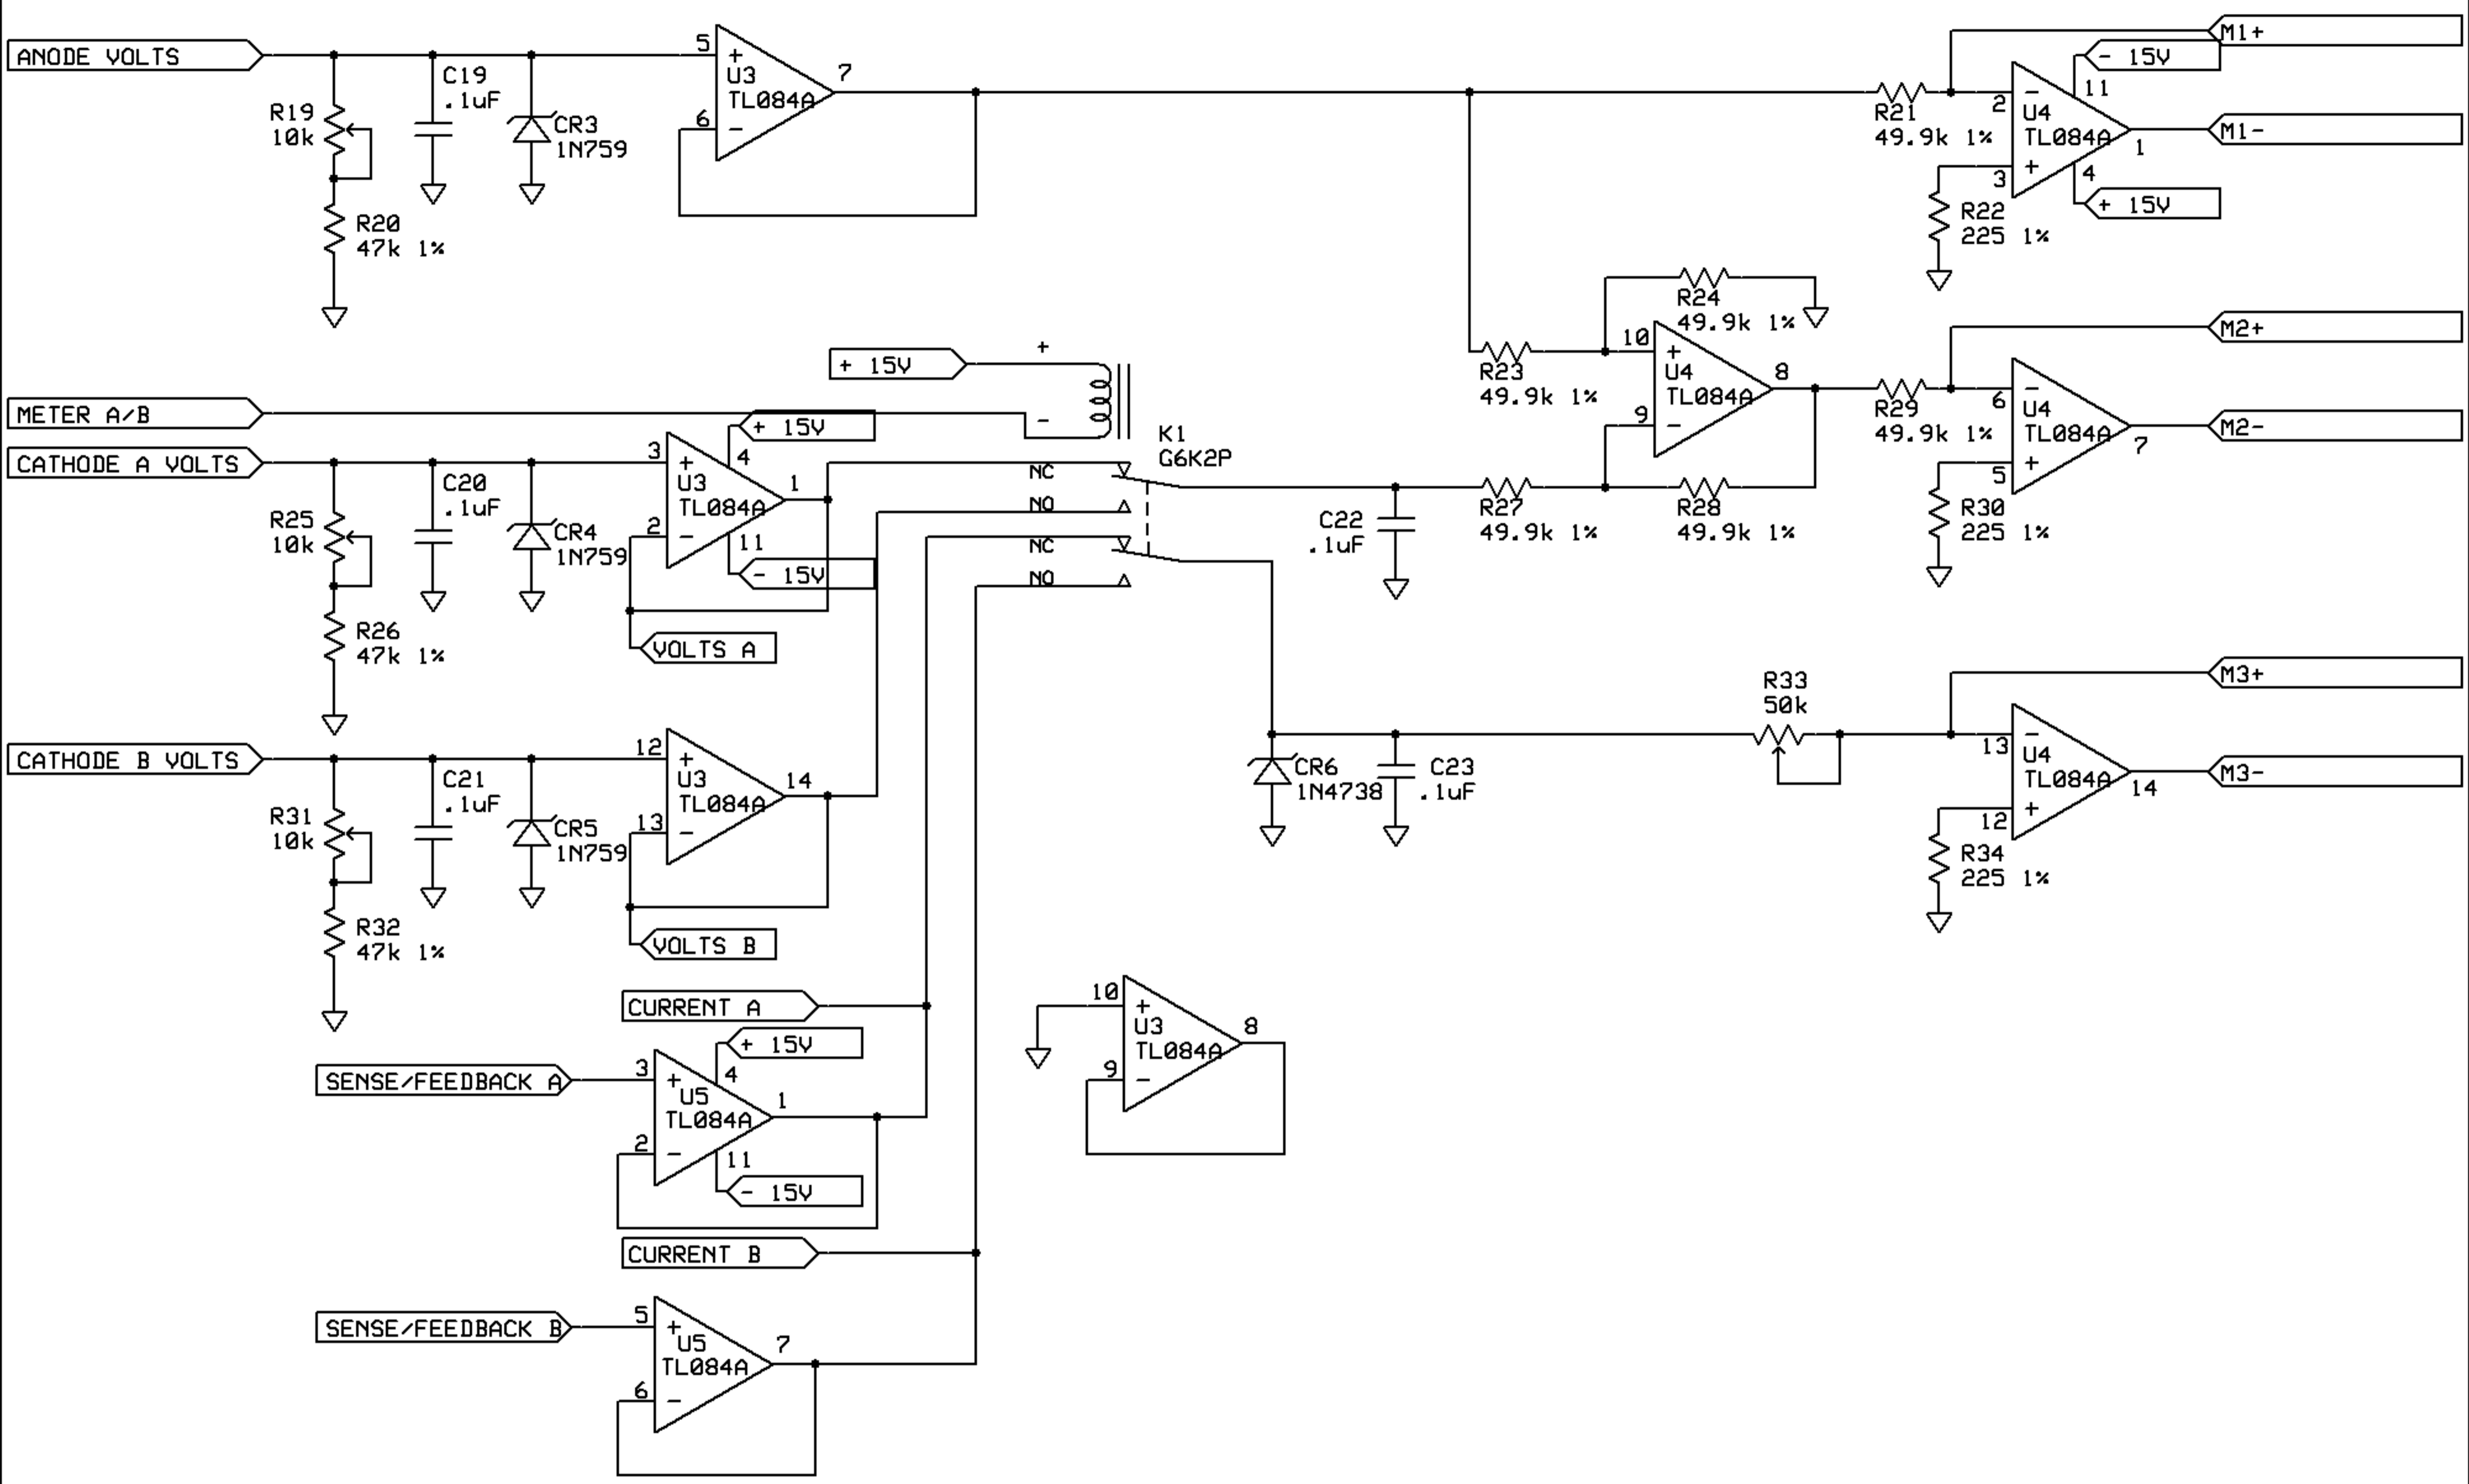 ANODE VOLTS
R19
10k
R20
47k 1%
C19
.1uF
CR3
1N759
5
+
U3
TL084A
6
-
7
R21
49.9k 1%
M1+
- 15V
11
2
-
U4
TL084A
M1-
1
3
+
4
+ 15V
R22
225 1%
R24
49.9k 1%
10
+
U4
TL084A
8
9
-
R23
49.9k 1%
R29
49.9k 1%
M2+
6
-
U4
TL084A
M2-
7
5
+
R30
225 1%
+ 15V
+
-
METER A/B
K1
G6K2P
NC
NO
NC
NO
CATHODE A VOLTS
R25
10k
R26
47k 1%
C20
.1uF
CR4
1N759
3
+
U3
TL084A
2
-
+ 15V
4
1
11
- 15V
VOLTS A
C22
.1uF
R27
49.9k 1%
R28
49.9k 1%
CATHODE B VOLTS
R31
10k
R32
47k 1%
C21
.1uF
CR5
1N759
12
+
U3
TL084A
13
-
14
VOLTS B
CR6
1N4738
C23
.1uF
R33
50k
M3+
13
-
U4
TL084A
M3-
14
12
+
R34
225 1%
CURRENT A
+ 15V
SENSE/FEEDBACK A
3
+
4
U5
TL084A
1
2
-
11
- 15V
10
+
U3
TL084A
8
9
-
CURRENT B
SENSE/FEEDBACK B
5
+
U5
TL084A
7
6
-